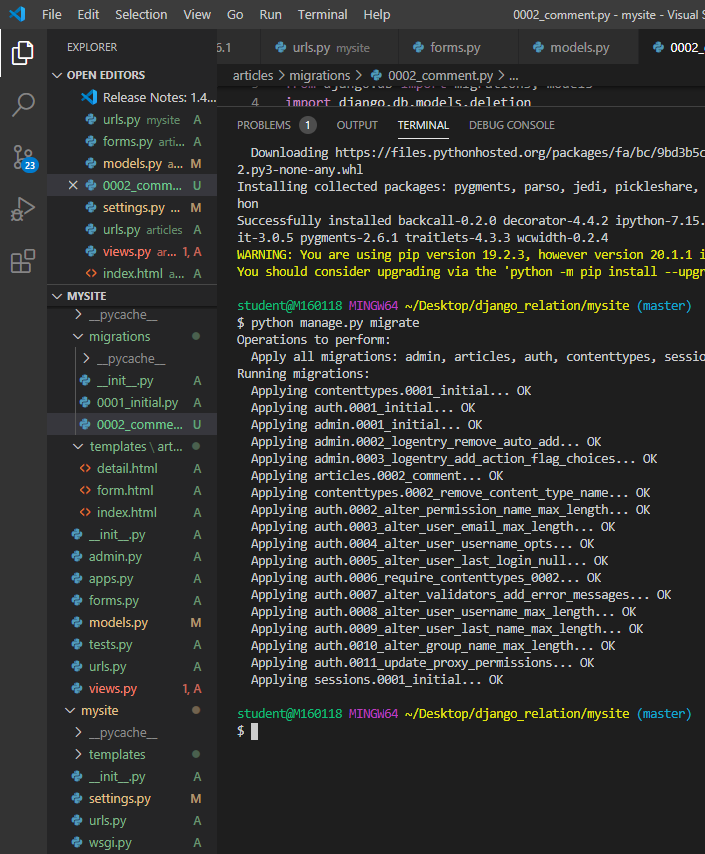 File Edit Selection View Go Run Terminal Help 0002_comment.py - mysite - Visual S
EXPLORER
OPEN EDITORS
Release Notes: 1.4...
urls.py mysite A
forms.py arti... A
models.py a... M
0002_comm... U
settings.py ... M
urls.py articles A
views.py ar... 1, A
index.html a... A
MYSITE
__pycache__
migrations
__pycache__
__init__.py A
0001_initial.py A
0002_comme... U
templates \ art...
detail.html A
form.html A
index.html A
__init__.py A
admin.py A
apps.py A
forms.py A
models.py M
tests.py A
urls.py A
views.py 1, A
mysite
__pycache__
templates
__init__.py A
settings.py M
urls.py A
wsgi.py A
23
6.1 urls.py mysite forms.py models.py 0002_
articles > migrations > 0002_comment.py > ...
3 from django.db import migrations, models
4 import django.db.models.deletion
PROBLEMS 1 OUTPUT TERMINAL DEBUG CONSOLE
Downloading https://files.pythonhosted.org/packages/fa/bc/9bd3b5c
2.py3-none-any.whl
Installing collected packages: pygments, parso, jedi, pickleshare,
hon
Successfully installed backcall-0.2.0 decorator-4.4.2 ipython-7.15.
it-3.0.5 pygments-2.6.1 traitlets-4.3.3 wcwidth-0.2.4
WARNING: You are using pip version 19.2.3, however version 20.1.1 i
You should consider upgrading via the 'python -m pip install --upgr
student@M160118 MINGW64 ~/Desktop/django_relation/mysite (master)
$ python manage.py migrate
Operations to perform:
Apply all migrations: admin, articles, auth, contenttypes, sessio
Running migrations:
Applying contenttypes.0001_initial... OK
Applying auth.0001_initial... OK
Applying admin.0001_initial... OK
Applying admin.0002_logentry_remove_auto_add... OK
Applying admin.0003_logentry_add_action_flag_choices... OK
Applying articles.0002_comment... OK
Applying contenttypes.0002_remove_content_type_name... OK
Applying auth.0002_alter_permission_name_max_length... OK
Applying auth.0003_alter_user_email_max_length... OK
Applying auth.0004_alter_user_username_opts... OK
Applying auth.0005_alter_user_last_login_null... OK
Applying auth.0006_require_contenttypes_0002... OK
Applying auth.0007_alter_validators_add_error_messages... OK
Applying auth.0008_alter_user_username_max_length... OK
Applying auth.0009_alter_user_last_name_max_length... OK
Applying auth.0010_alter_group_name_max_length... OK
Applying auth.0011_update_proxy_permissions... OK
Applying sessions.0001_initial... OK
student@M160118 MINGW64 ~/Desktop/django_relation/mysite (master)
$